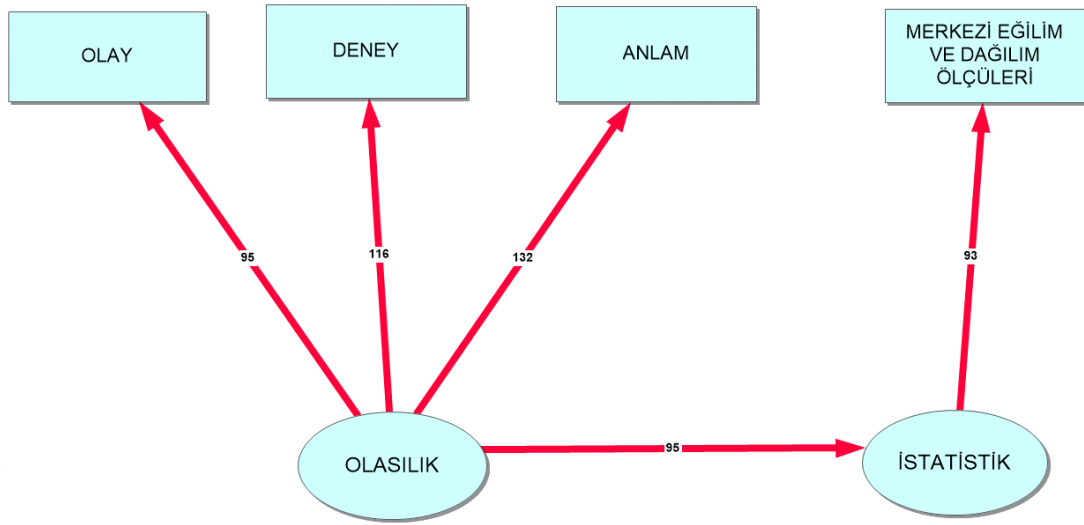 OLAY
DENEY
ANLAM
MERKEZİ EĞİLİM
VE DAĞILIM
ÖLÇÜLERİ
95
116
132
93
95
OLASILIK
İSTATİSTİK